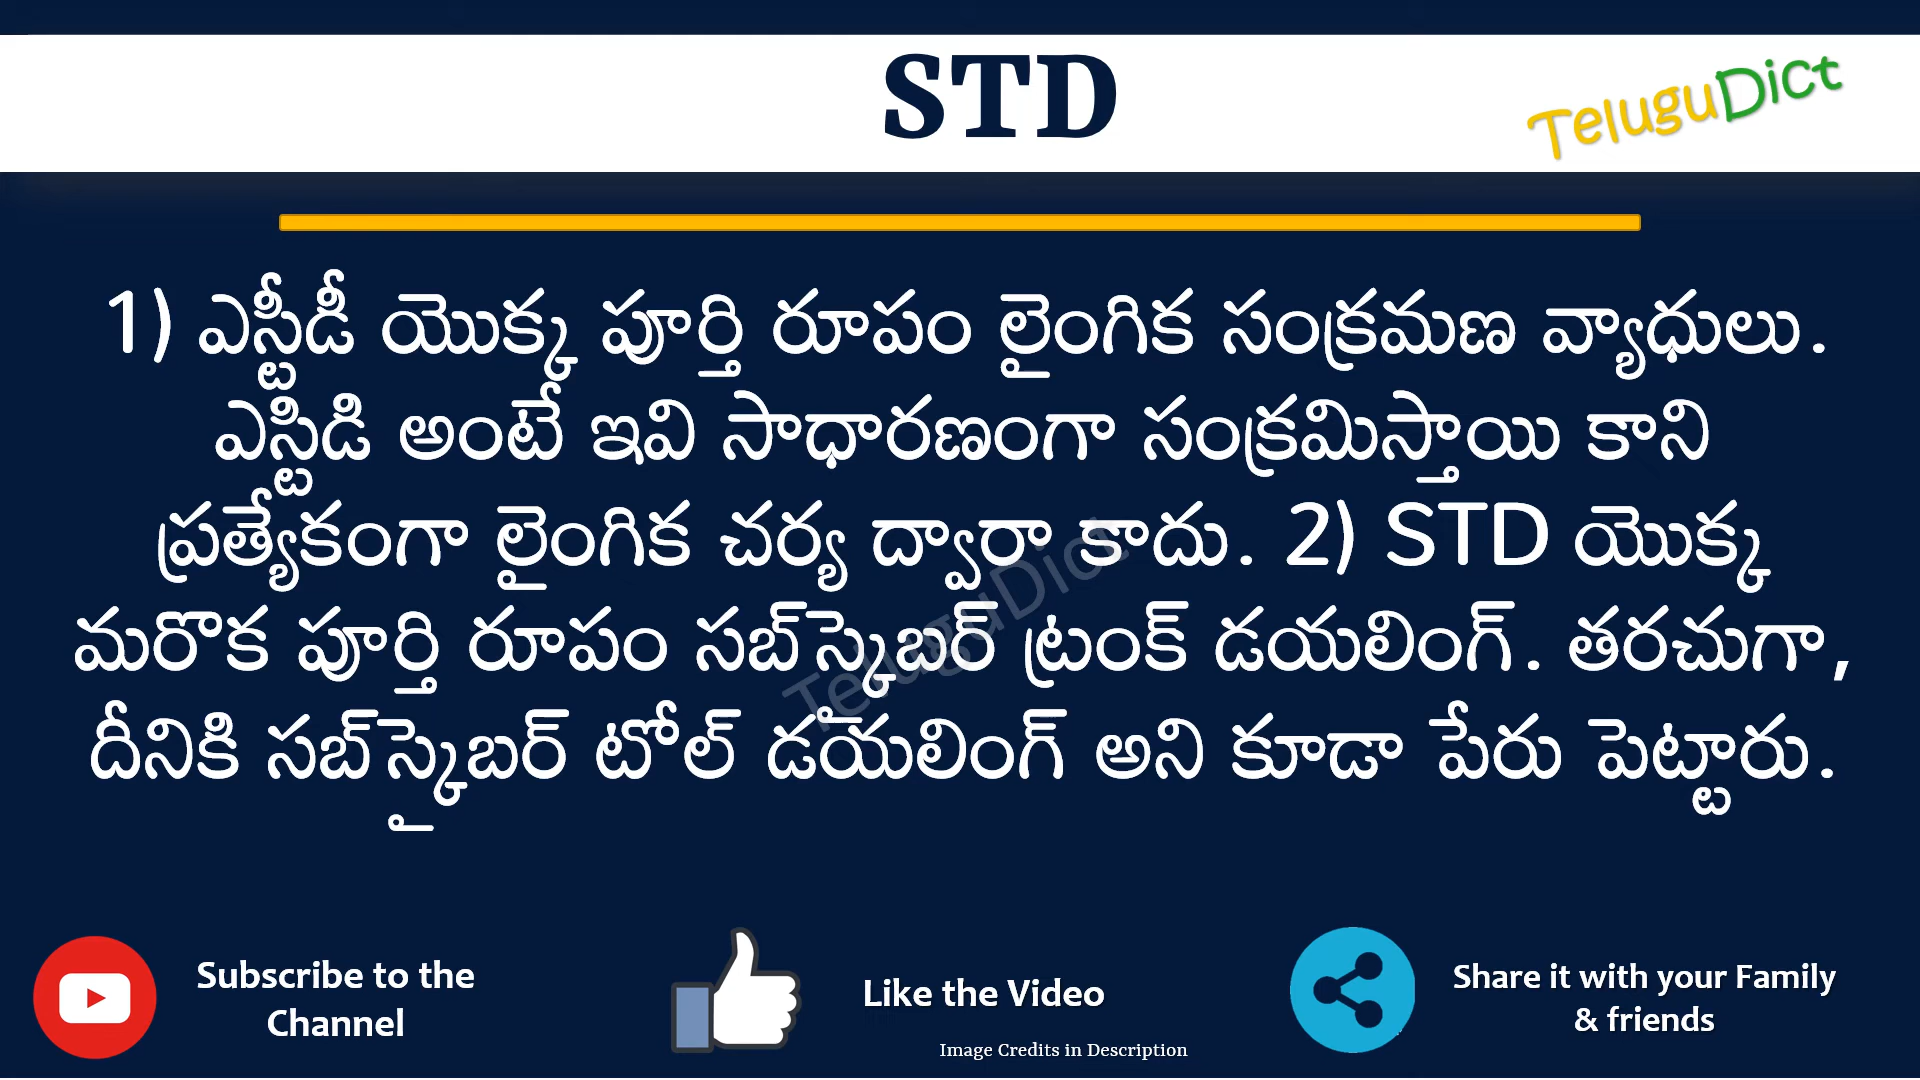 STD
TeluguDict
1) ఎస్టీడీ యొక్క పూర్తి రూపం లైంగిక సంక్రమణ వ్యాధులు.
ఎస్టిడి అంటే ఇవి సాధారణంగా సంక్రమిస్తాయి కాని
ప్రత్యేకంగా లైంగిక చర్య ద్వారా కాదు. 2) STD యొక్క
మరొక పూర్తి రూపం సబ్‌స్క్రైబర్ ట్రంక్ డయలింగ్. తరచుగా,
దీనికి సబ్‌స్క్రైబర్ టోల్ డయలింగ్ అని కూడా పేరు పెట్టారు.
TeluguDict
Subscribe to the
Channel
Like the Video
Share it with your Family
& friends
Image Credits in Description